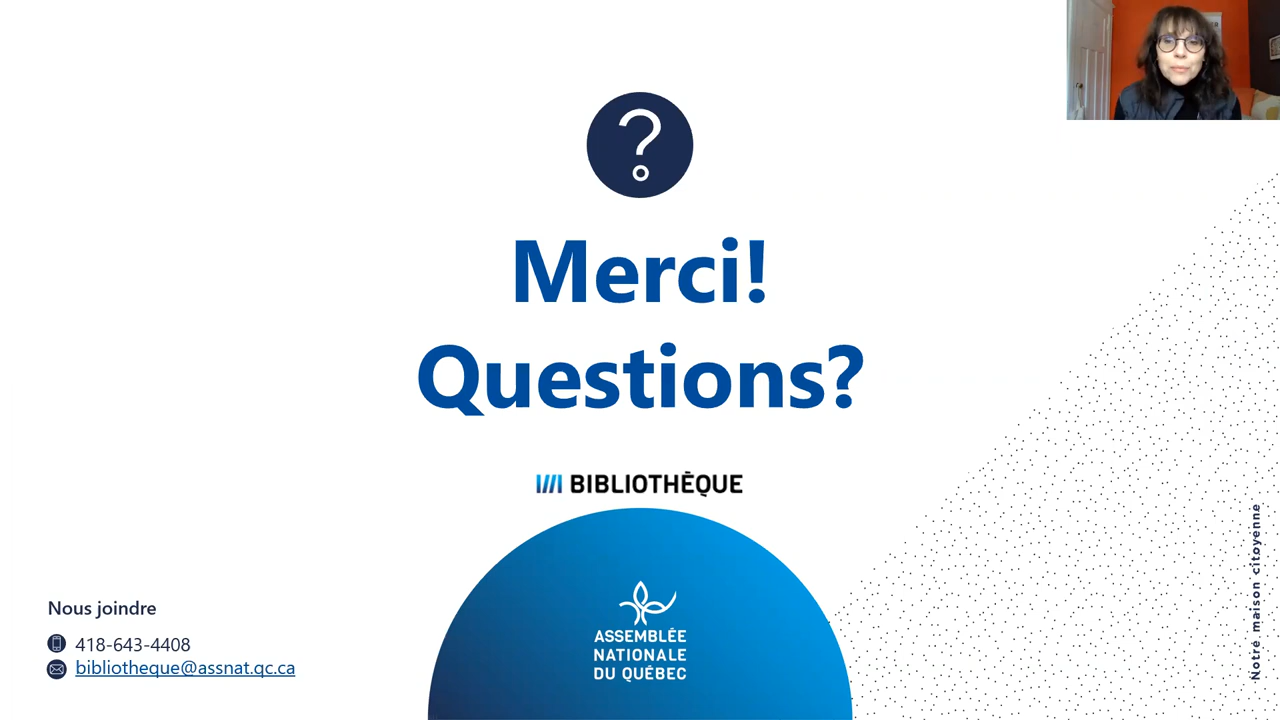 Merci!
Questions?
BIBLIOTHÈQUE
ASSEMBLÉE
NATIONALE
DU QUÉBEC
Nous joindre
418-643-4408
bibliotheque@assnat.qc.ca
Notre maison citoyenne